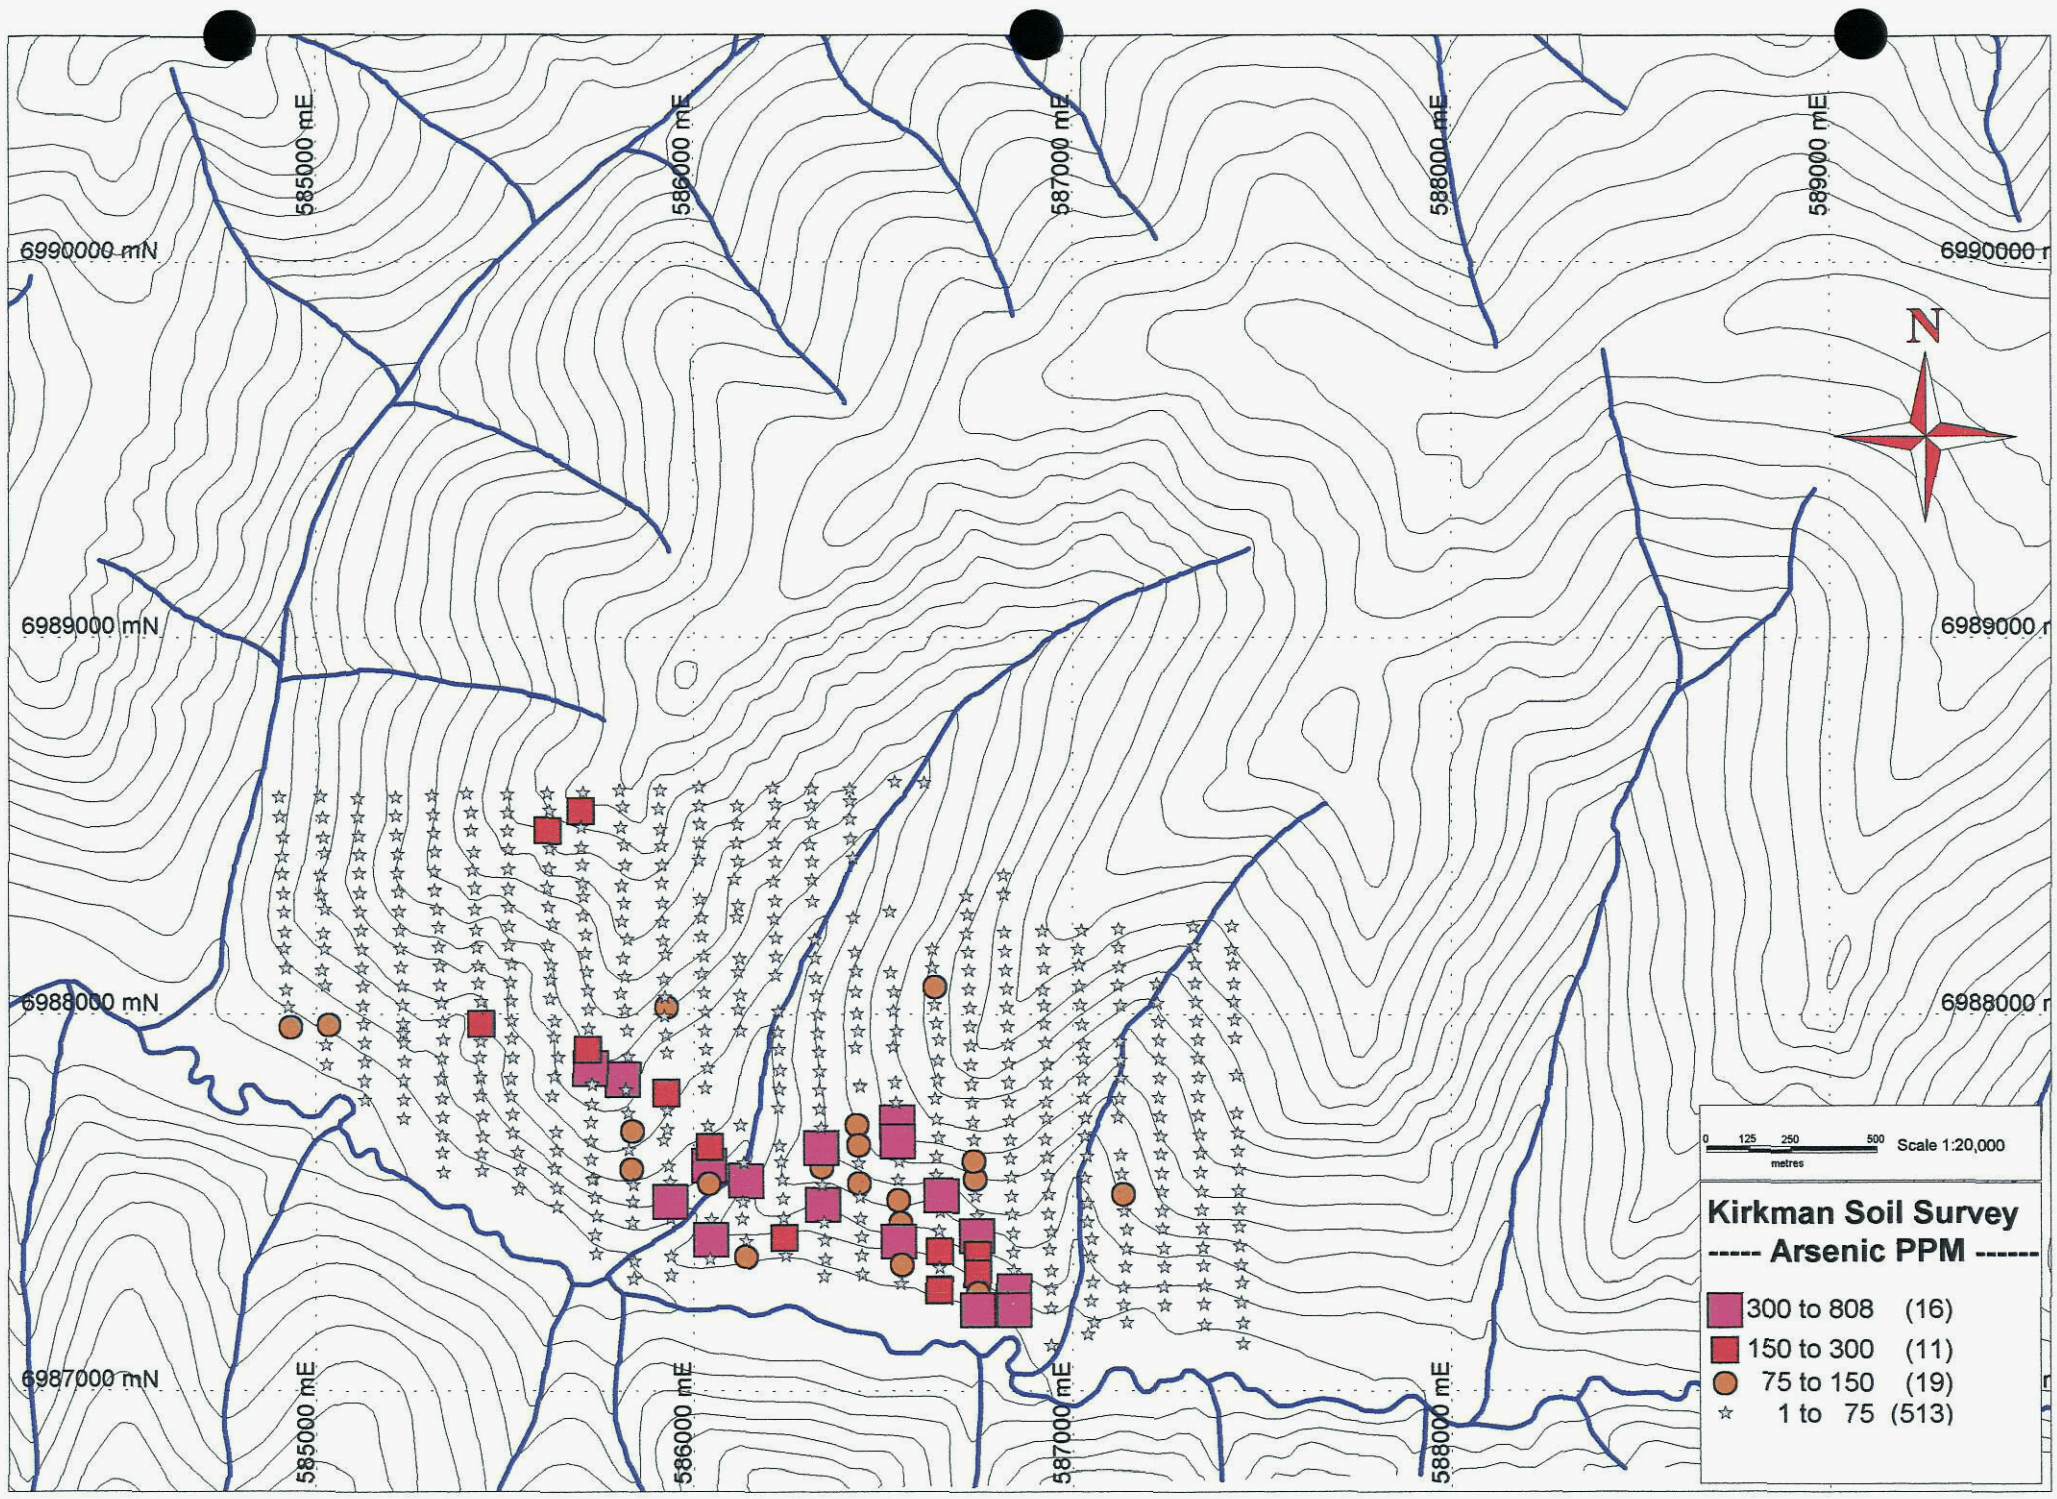 585000 mE
586000 mE
587000 mE
588000 mE
589000 mE
6990000 mN
6990000 m
N
6989000 mN
6989000 m
6988000 mN
6988000 m
0 125 250 500 Scale 1:20,000
metres
Kirkman Soil Survey
----- Arsenic PPM ------
300 to 808 (16)
150 to 300 (11)
75 to 150 (19)
1 to 75 (513)
6987000 mN
585000 mE
586000 mE
587000 mE
588000 mE